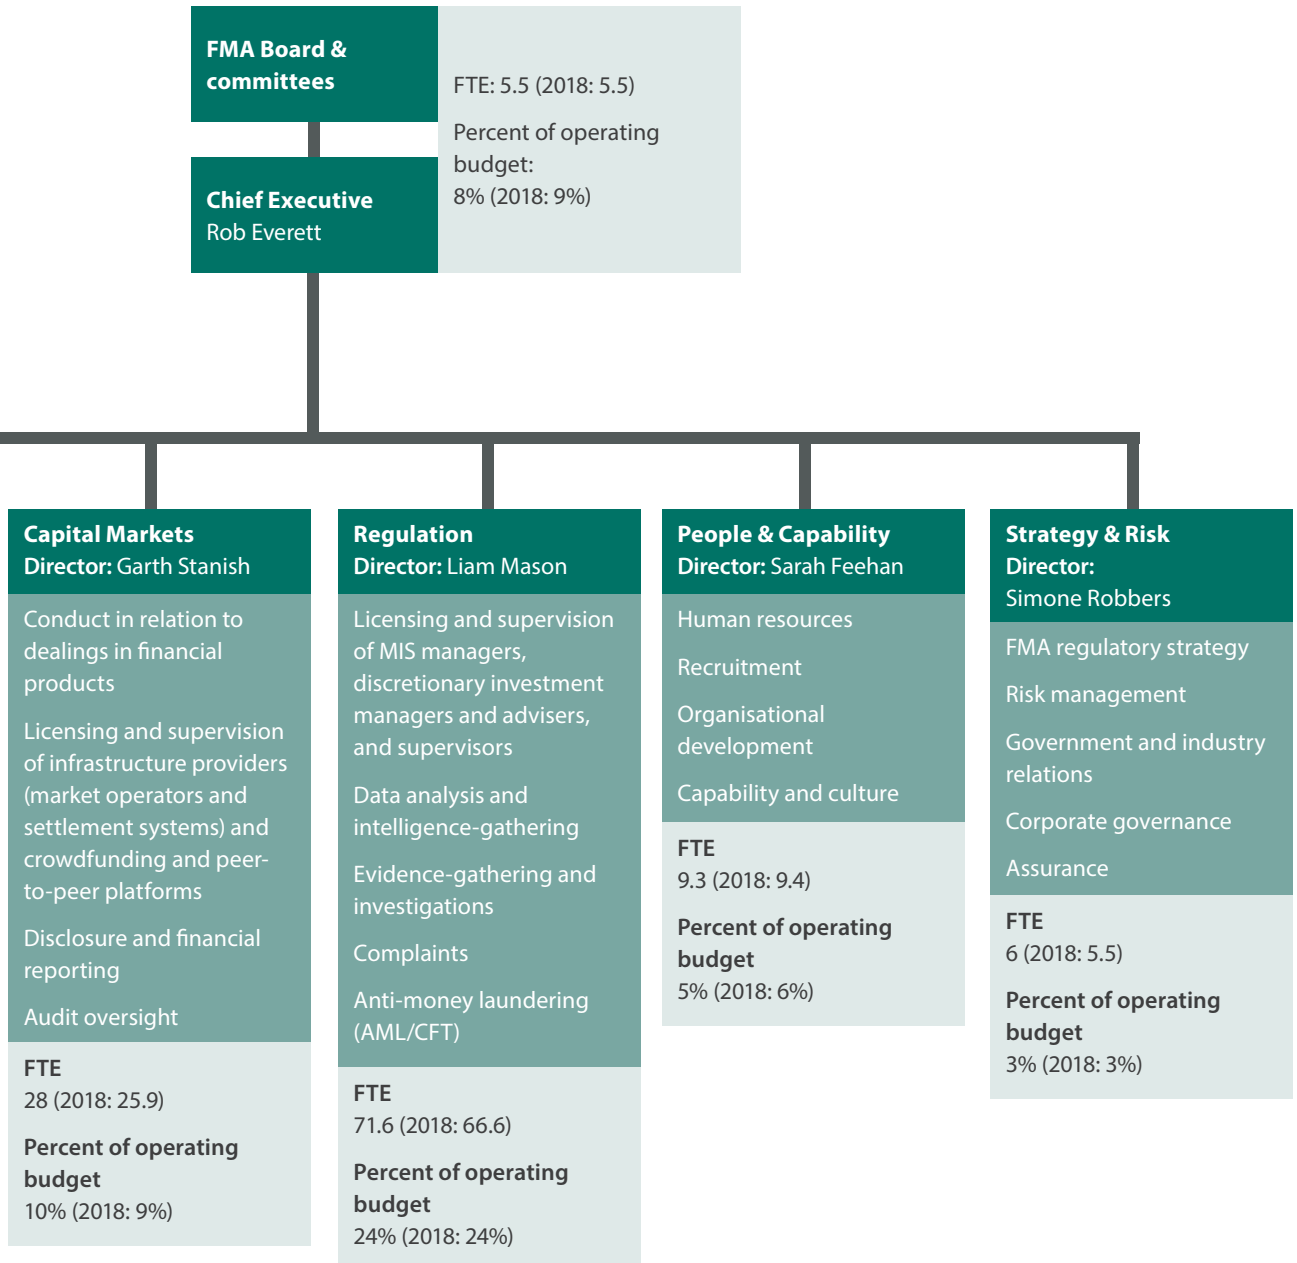 FMA Board &
committees
FTE: 5.5 (2018: 5.5)
Percent of operating
budget:
8% (2018: 9%)
Chief Executive
Rob Everett
Capital Markets
Director: Garth Stanish
Conduct in relation to
dealings in financial
products
Licensing and supervision
of infrastructure providers
(market operators and
settlement systems) and
crowdfunding and peer-
to-peer platforms
Disclosure and financial
reporting
Audit oversight
FTE
28 (2018: 25.9)
Percent of operating
budget
10% (2018: 9%)
Regulation
Director: Liam Mason
Licensing and supervision
of MIS managers,
discretionary investment
managers and advisers,
and supervisors
Data analysis and
intelligence-gathering
Evidence-gathering and
investigations
Complaints
Anti-money laundering
(AML/CFT)
FTE
71.6 (2018: 66.6)
Percent of operating
budget
24% (2018: 24%)
People & Capability
Director: Sarah Feehan
Human resources
Recruitment
Organisational
development
Capability and culture
FTE
9.3 (2018: 9.4)
Percent of operating
budget
5% (2018: 6%)
Strategy & Risk
Director:
Simone Robbers
FMA regulatory strategy
Risk management
Government and industry
relations
Corporate governance
Assurance
FTE
6 (2018: 5.5)
Percent of operating
budget
3% (2018: 3%)